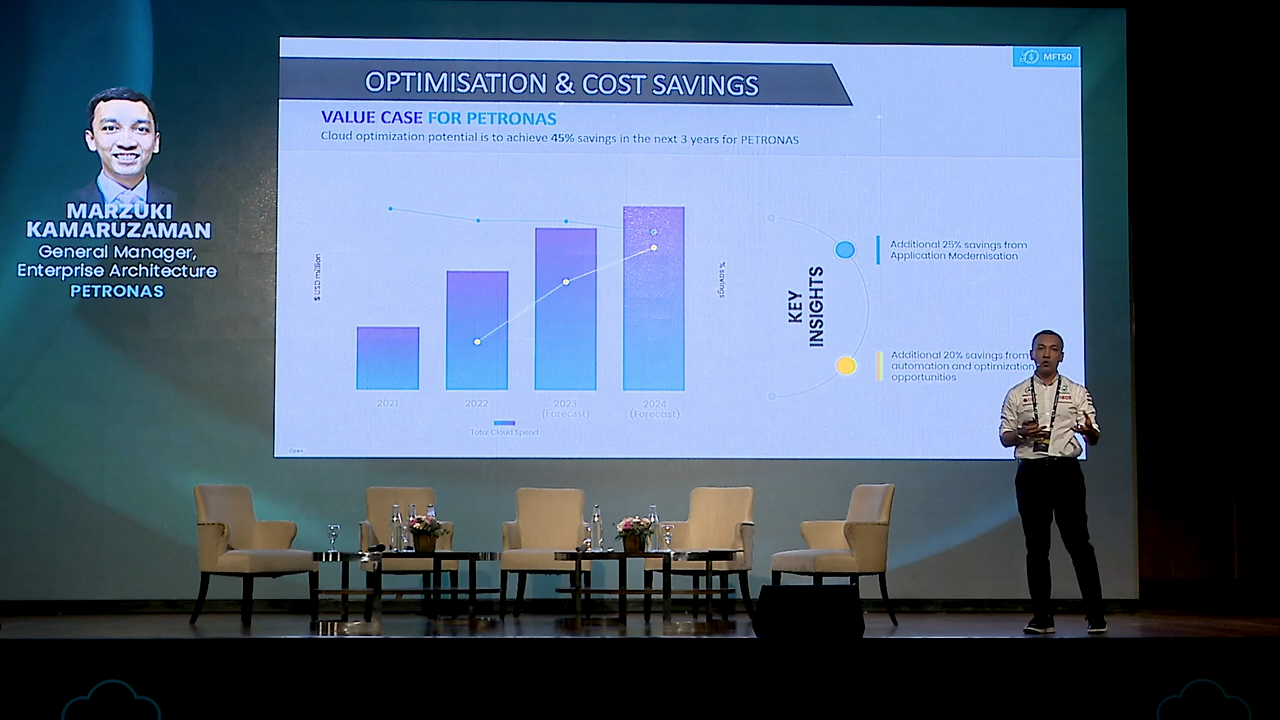 MFT50
OPTIMISATION & COST SAVINGS
VALUE CASE FOR PETRONAS
Cloud optimization potential is to achieve 45% savings in the next 3 years for PETRONAS
MARZUKI
KAMARUZAMAN
General Manager,
Enterprise Architecture
PETRONAS
$ USD million
% savings
2021
2022
2023
(Forecast)
2024
(Forecast)
Total Cloud Spend
KEY
INSIGHTS
Additional 25% savings from
Application Modernisation
Additional 20% savings from
automation and optimization
opportunities
Open